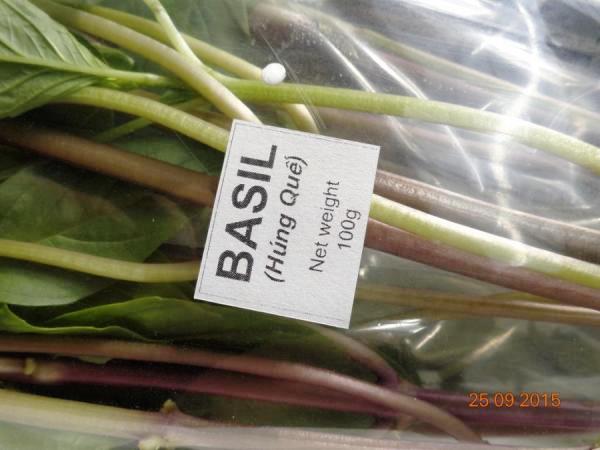 BASIL
(Húng Quế)
Net weight
100g
25 09 2015